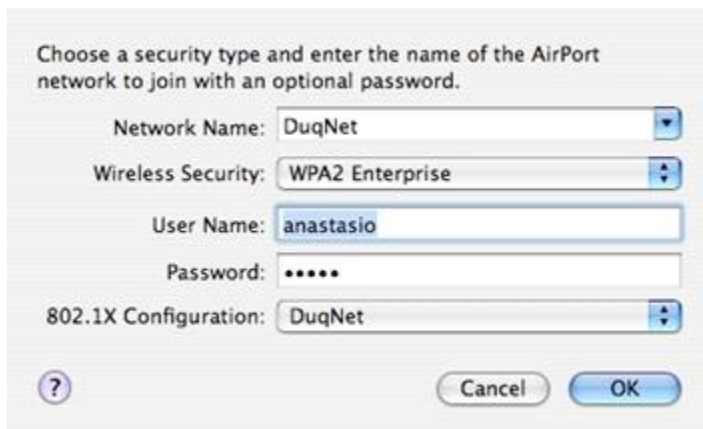 Choose a security type and enter the name of the AirPort
network to join with an optional password.
Network Name: DuqNet
Wireless Security: WPA2 Enterprise
User Name: anastasio
Password: •••••
802.1X Configuration: DuqNet
? Cancel OK